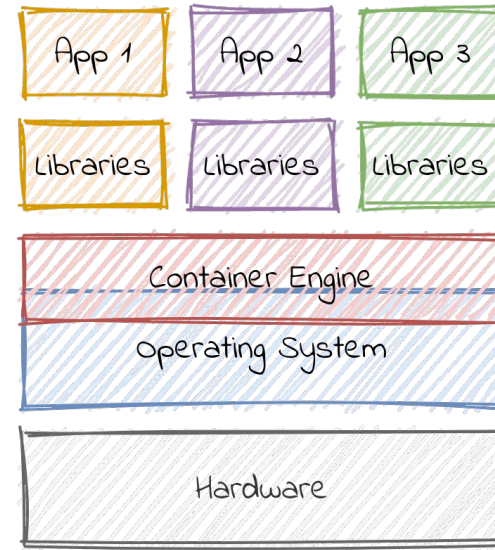 App 1 App 2 App 3
Libraries Libraries Libraries
Container Engine
Operating System
Hardware